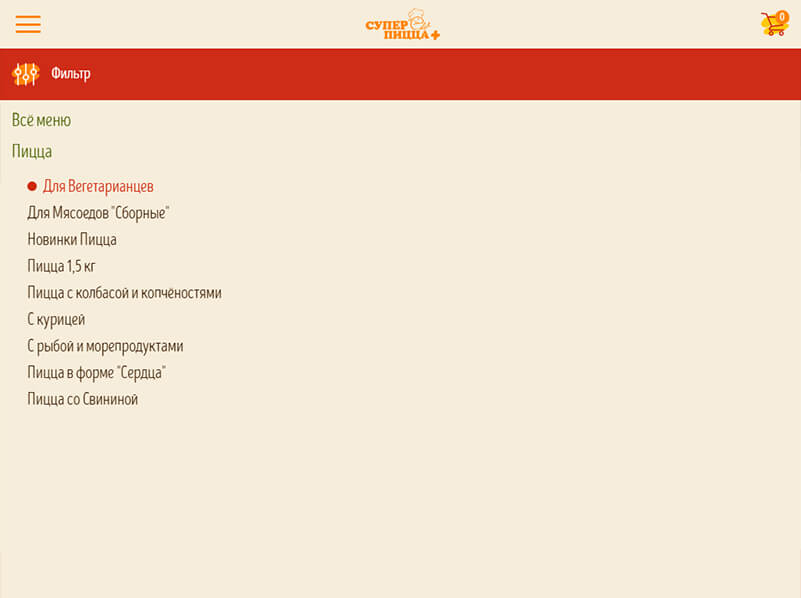 СУПЕР
ПИЦЦА+
0
Фильтр
Всё меню
Пицца
Для Вегетарианцев
Для Мясоедов "Сборные"
Новинки Пицца
Пицца 1,5 кг
Пицца с колбасой и копчёностями
С курицей
С рыбой и морепродуктами
Пицца в форме "Сердца"
Пицца со Свининой